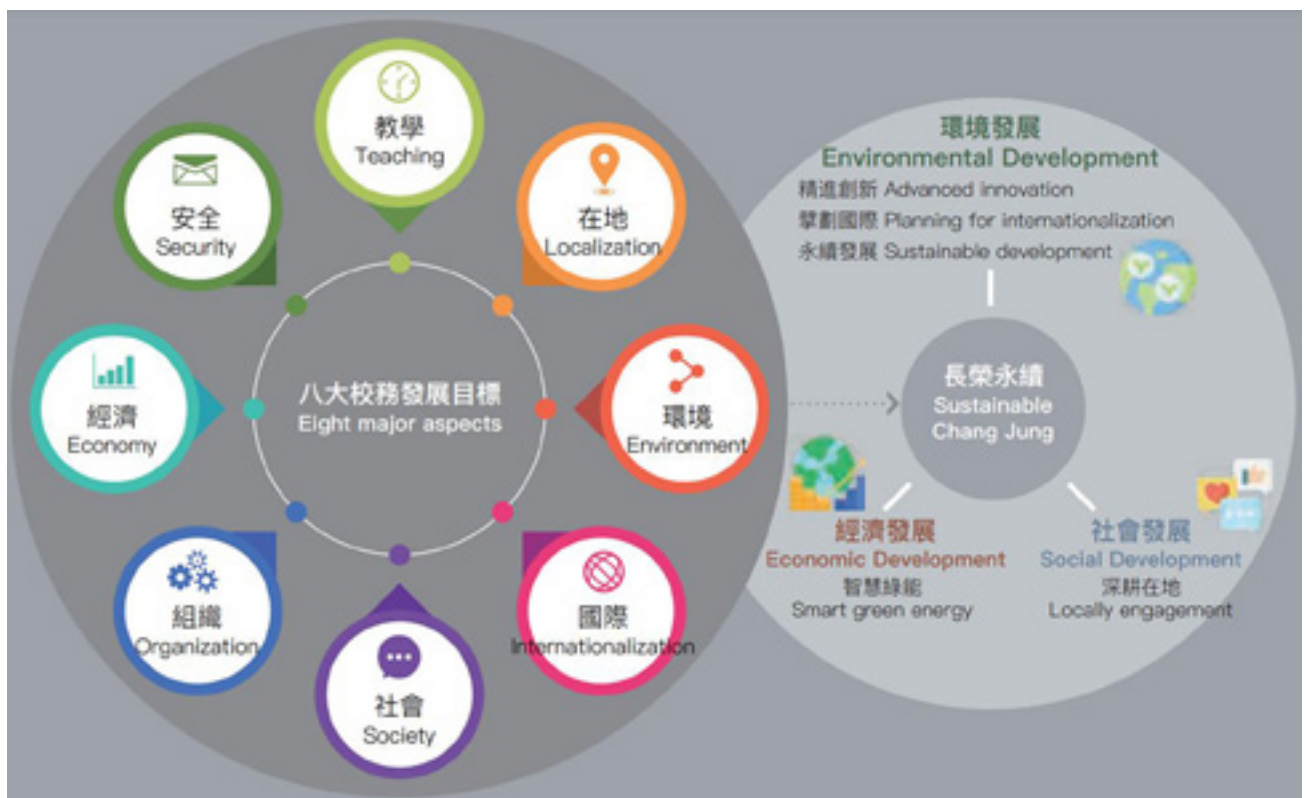 教學
Teaching
在地
Localization
環境
Environment
國際
Internationalization
社會
Society
組織
Organization
經濟
Economy
安全
Security
八大校務發展目標
Eight major aspects
環境發展
Environmental Development
精進創新 Advanced innovation
擘劃國際 Planning for internationalization
永續發展 Sustainable development
長榮永續
Sustainable
Chang Jung
經濟發展
Economic Development
智慧綠能
Smart green energy
社會發展
Social Development
深耕在地
Locally engagement